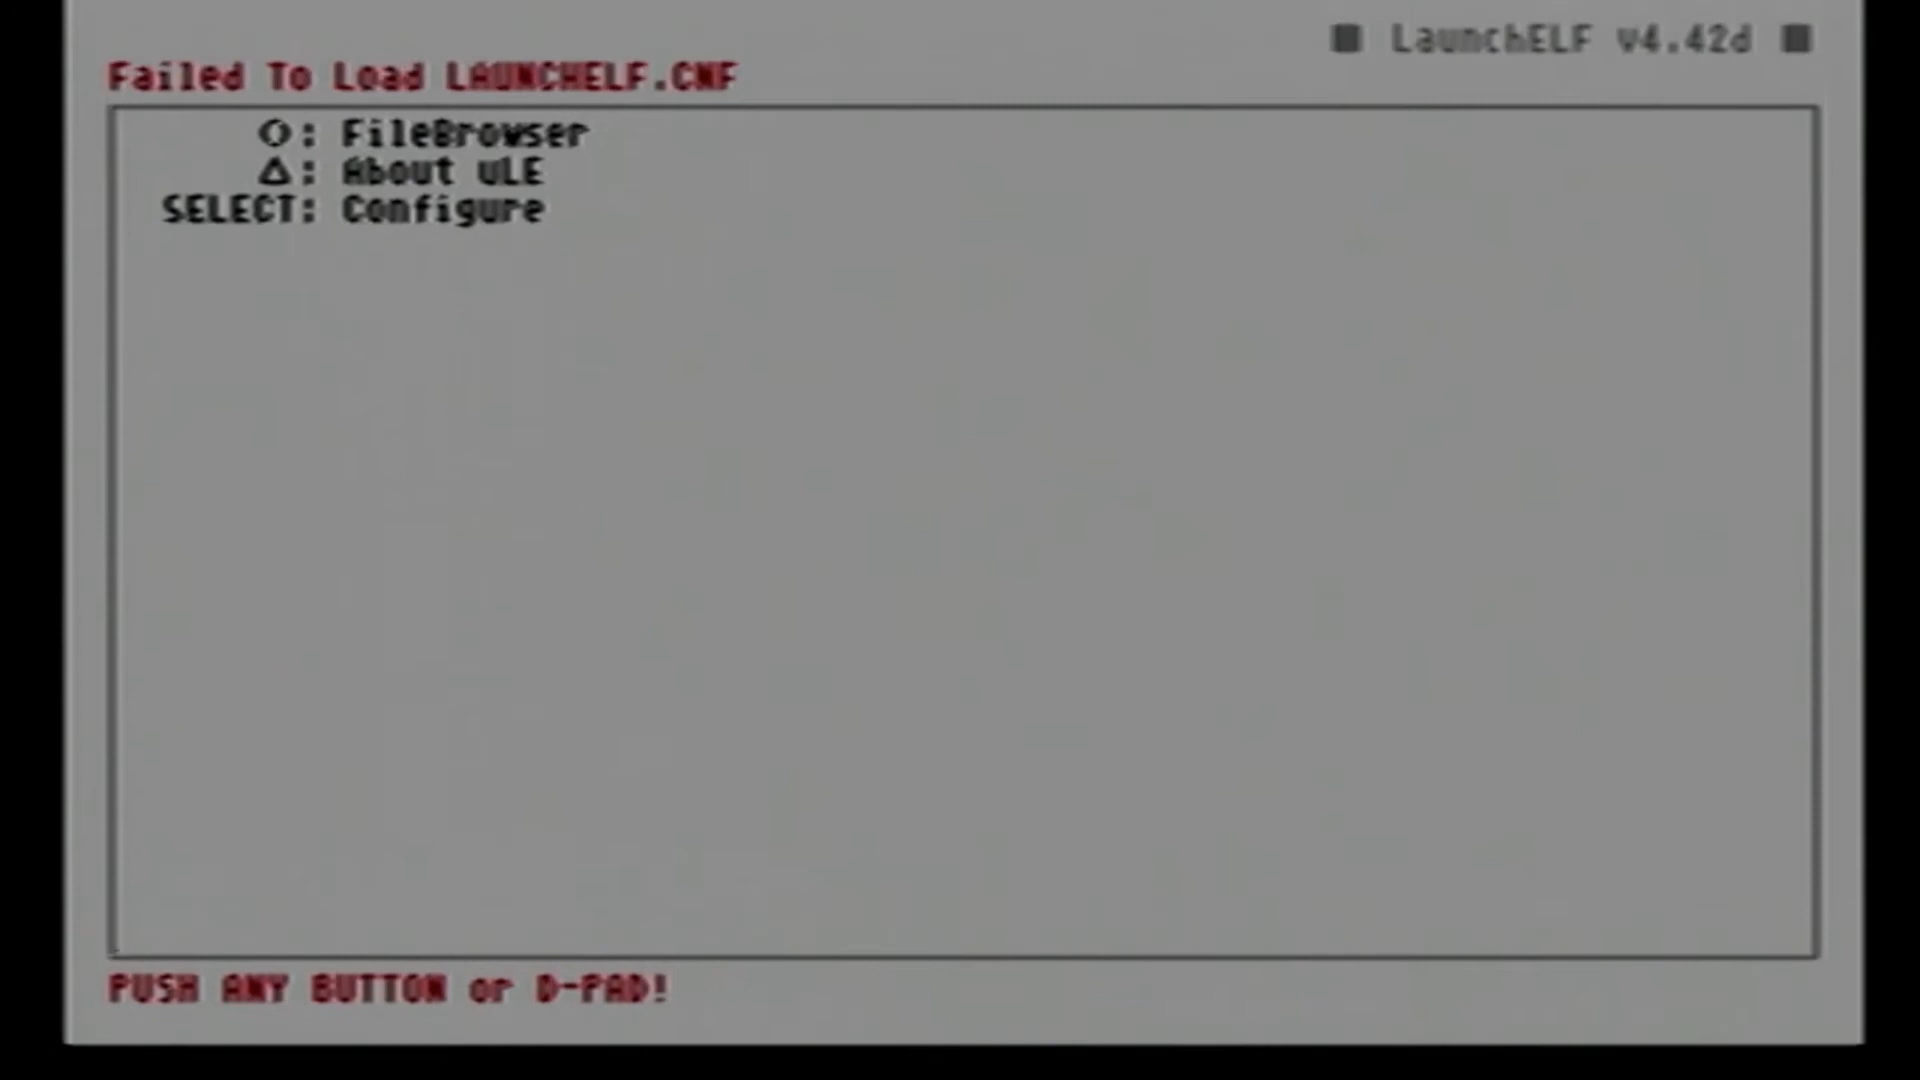 ■ LaunchELF v4.42d ■
Failed To Load LAUNCHELF.CNF
○: FileBrowser
△: About uLE
SELECT: Configure
PUSH ANY BUTTON or D-PAD!